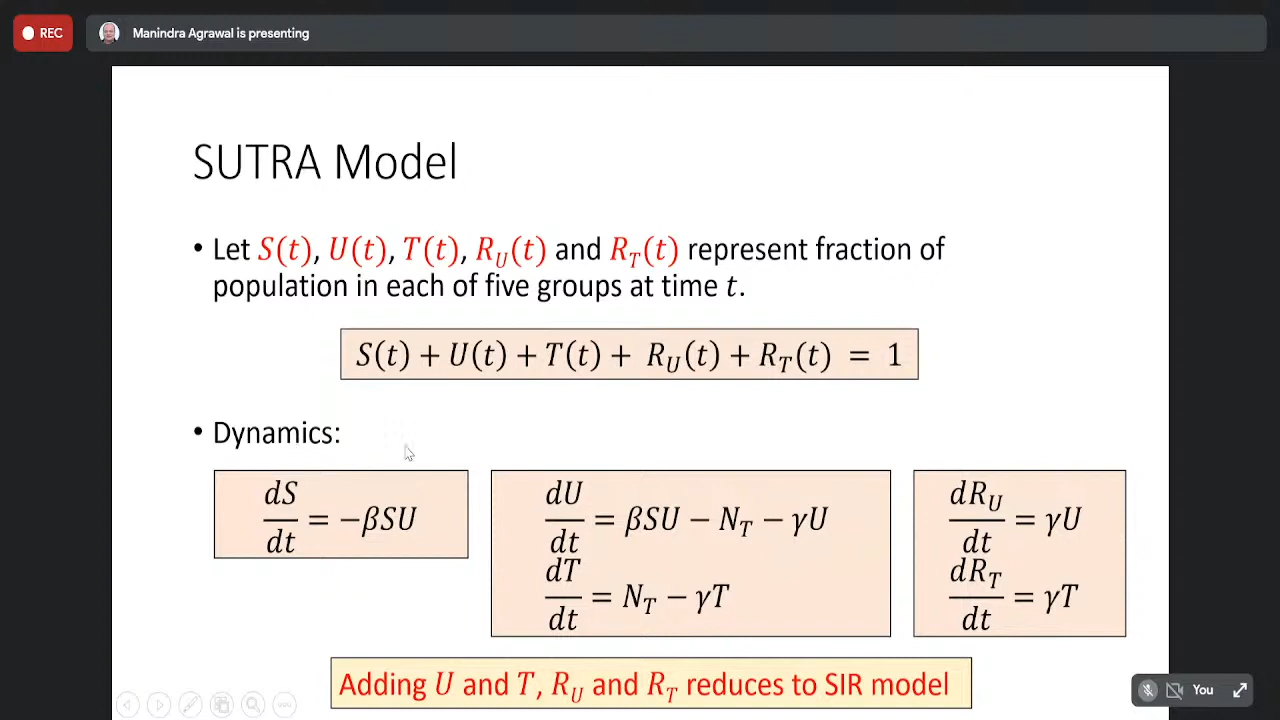 REC
Manindra Agrawal is presenting
SUTRA Model
• Let S(t), U(t), T(t), R_U(t) and R_T(t) represent fraction of
population in each of five groups at time t.
S(t) + U(t) + T(t) + R_U(t) + R_T(t) = 1
• Dynamics:
dS/dt = −βSU
dU/dt = βSU − N_T − γU
dT/dt = N_T − γT
dR_U/dt = γU
dR_T/dt = γT
Adding U and T, R_U and R_T reduces to SIR model
You